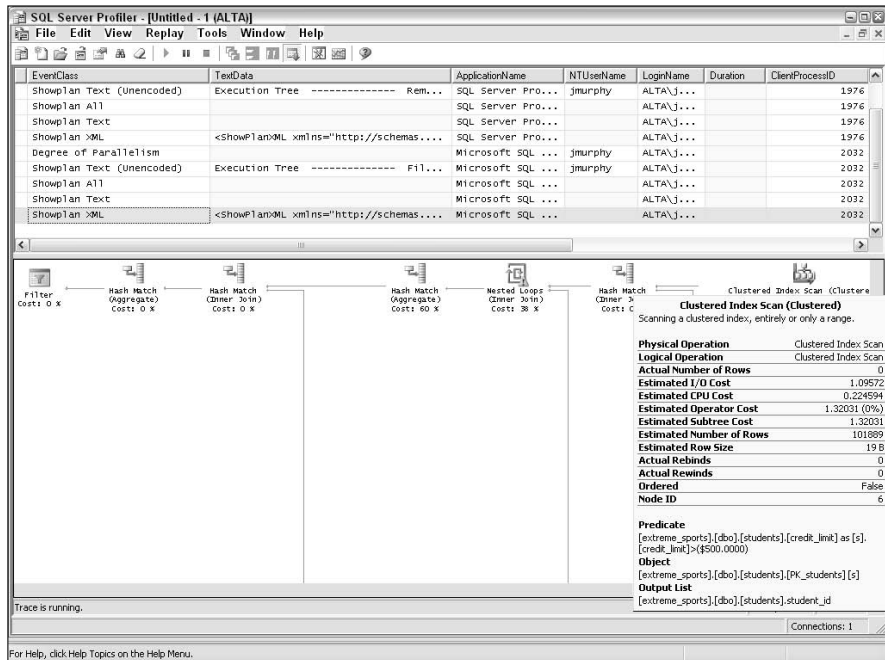 SQL Server Profiler - [Untitled - 1 (ALTA)]
File Edit View Replay Tools Window Help
EventClass TextData ApplicationName NTUserName LoginName Duration ClientProcessID
Showplan Text (Unencoded) Execution Tree -------------- Rem... SQL Server Pro... jmurphy ALTA\j... 1976
Showplan All SQL Server Pro... ALTA\j... 1976
Showplan Text SQL Server Pro... ALTA\j... 1976
Showplan XML <ShowPlanXML xmlns="http://schemas.... SQL Server Pro... ALTA\j... 1976
Degree of Parallelism Microsoft SQL ... jmurphy ALTA\j... 2032
Showplan Text (Unencoded) Execution Tree -------------- Fil... Microsoft SQL ... jmurphy ALTA\j... 2032
Showplan All Microsoft SQL ... ALTA\j... 2032
Showplan Text Microsoft SQL ... ALTA\j... 2032
Showplan XML <ShowPlanXML xmlns="http://schemas.... Microsoft SQL ... ALTA\j... 2032
Filter
Cost: 0 %
Hash Match
(Aggregate)
Cost: 0 %
Hash Match
(Inner Join)
Cost: 0 %
Hash Match
(Aggregate)
Cost: 60 %
Nested Loops
(Inner Join)
Cost: 38 %
Hash Match
(Inner J
Cost: 
Clustered Index Scan (Clustere
Clustered Index Scan (Clustered)
Scanning a clustered index, entirely or only a range.
Physical Operation Clustered Index Scan
Logical Operation Clustered Index Scan
Actual Number of Rows 0
Estimated I/O Cost 1.09572
Estimated CPU Cost 0.224594
Estimated Operator Cost 1.32031 (0%)
Estimated Subtree Cost 1.32031
Estimated Number of Rows 101889
Estimated Row Size 19 B
Actual Rebinds 0
Actual Rewinds 0
Ordered False
Node ID 6
Predicate
[extreme_sports].[dbo].[students].[credit_limit] as [s].
[credit_limit]>($500.0000)
Object
[extreme_sports].[dbo].[students].[PK_students] [s]
Output List
[extreme_sports].[dbo].[students].student_id
Trace is running.
Connections: 1
For Help, click Help Topics on the Help Menu.